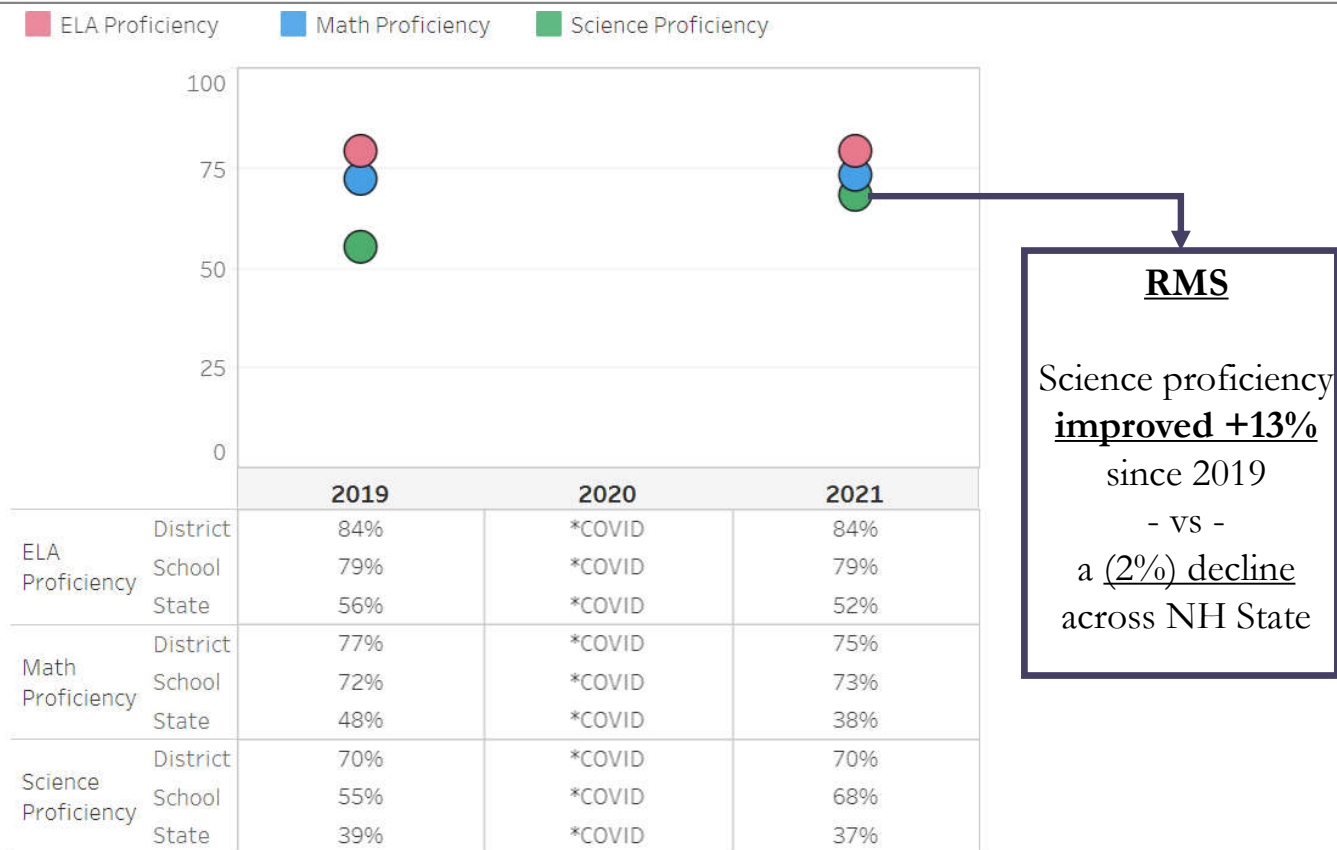 ELA Proficiency Math Proficiency Science Proficiency
100
75
50
25
0
2019 2020 2021
ELA Proficiency
District 84% *COVID 84%
School 79% *COVID 79%
State 56% *COVID 52%
Math Proficiency
District 77% *COVID 75%
School 72% *COVID 73%
State 48% *COVID 38%
Science Proficiency
District 70% *COVID 70%
School 55% *COVID 68%
State 39% *COVID 37%
RMS
Science proficiency
improved +13%
since 2019
- vs -
a (2%) decline
across NH State